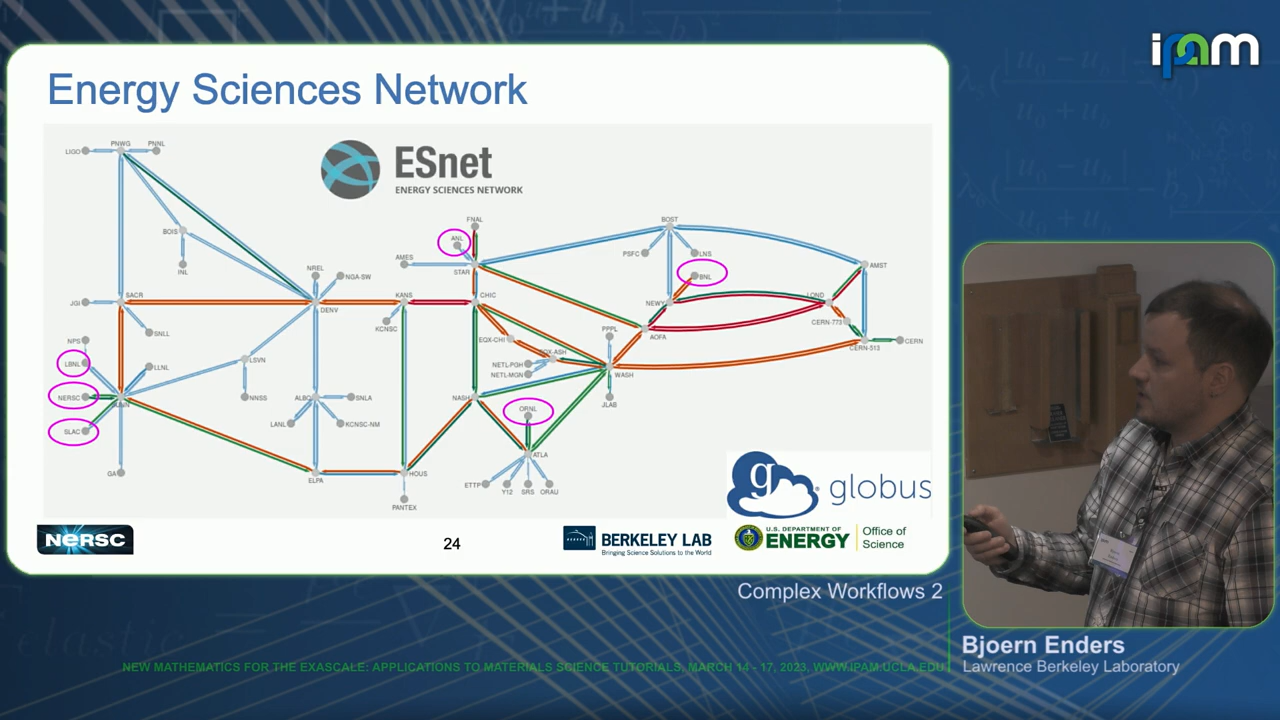 ipam
Energy Sciences Network
ESnet
ENERGY SCIENCES NETWORK
LIGO
PNWG
PNNL
BOIS
INL
NREL
NGA-SW
AMES
FNAL
ANL
STAR
BOST
PSFC
LNS
BNL
AMST
JGI
SACR
DENV
KANS
CHIC
NEWY
LOND
CERN-773
SNLL
KCNSC
EQX-CHI
PPPL
AOFA
CERN-513
CERN
NPS
LBNL
LLNL
LSVN
NETL-PGH
NETL-MGN
WASH
NERSC
NNSS
ALBQ
SNLA
NASH
ORNL
JLAB
SLAC
LANL
KCNSC-NM
GA
ELPA
HOUS
ATLA
PANTEX
ETTP
Y12
SRS
ORAU
g globus
NERSC
24
BERKELEY LAB
Bringing Science Solutions to the World
U.S. DEPARTMENT OF
ENERGY
Office of
Science
Complex Workflows 2
Bjoern Enders
Lawrence Berkeley Laboratory
NEW MATHEMATICS FOR THE EXASCALE: APPLICATIONS TO MATERIALS SCIENCE TUTORIALS, MARCH 14 - 17, 2023, WWW.IPAM.UCLA.EDU